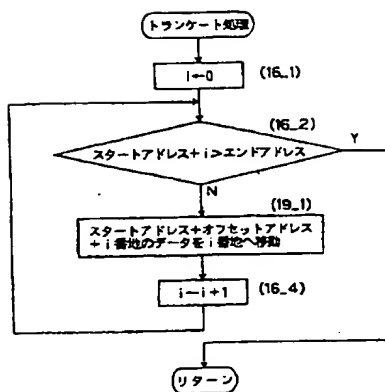 トランケート処理
i←0
(16_1)
(16_2)
Y
スタートアドレス+i>エンドアドレス
N
(19_1)
スタートアドレス+オフセットアドレス
+i番地のデータをi番地へ移動
i←i+1
(16_4)
リターン